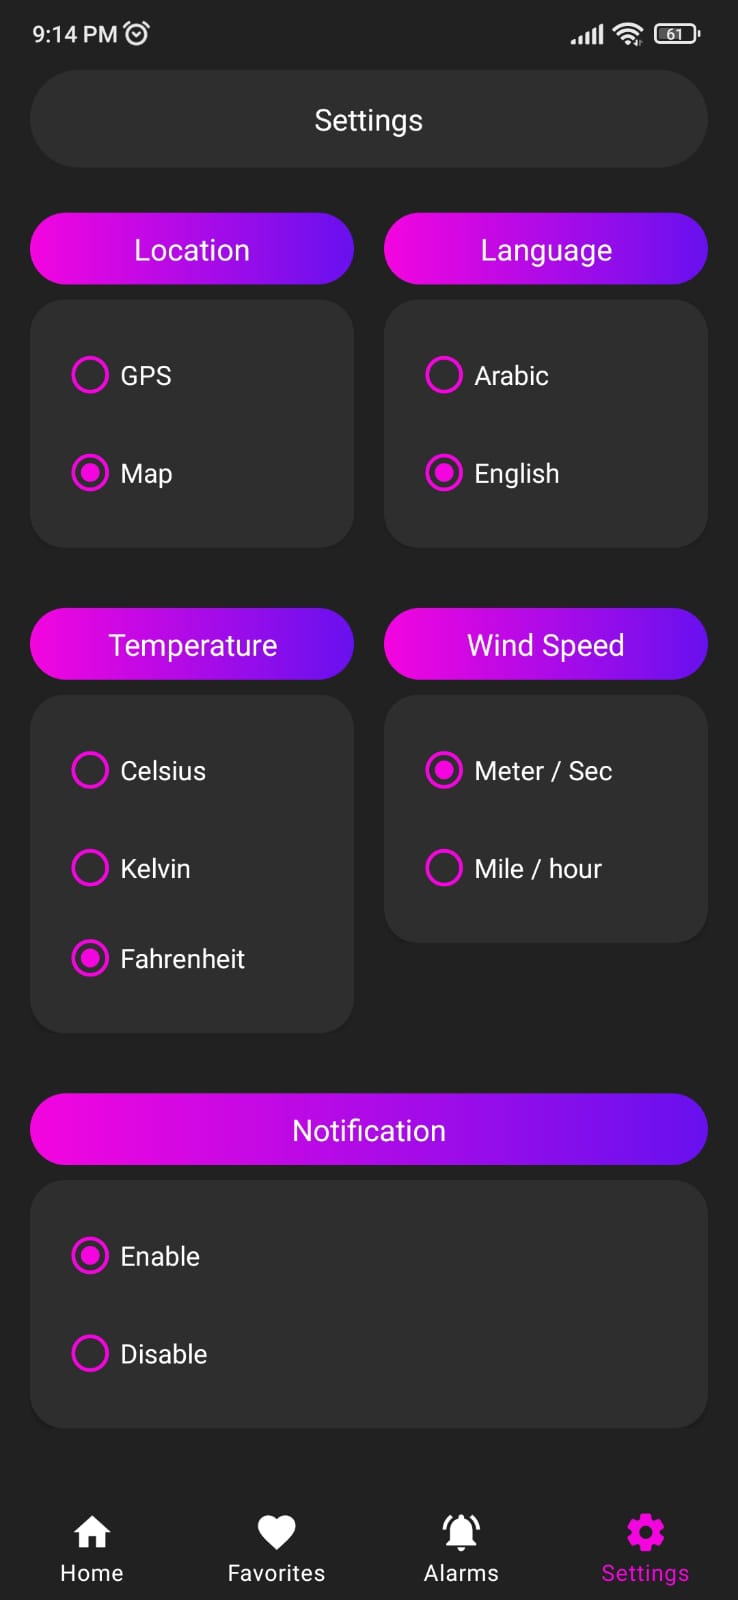 9:14 PM
61
Settings
Location
Language
GPS
Arabic
Map
English
Temperature
Wind Speed
Celsius
Meter / Sec
Kelvin
Mile / hour
Fahrenheit
Notification
Enable
Disable
Home
Favorites
Alarms
Settings